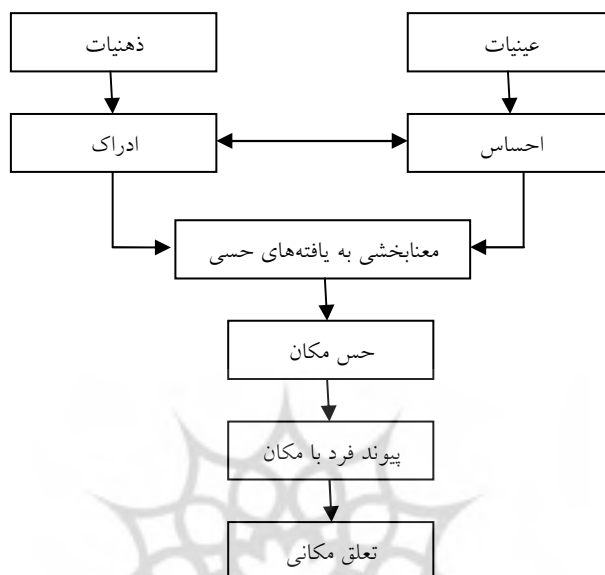 عینیات
ذهنیات
احساس
ادراک
معنابخشی به یافته‌های حسی
حس مکان
پیوند فرد با مکان
تعلق مکانی